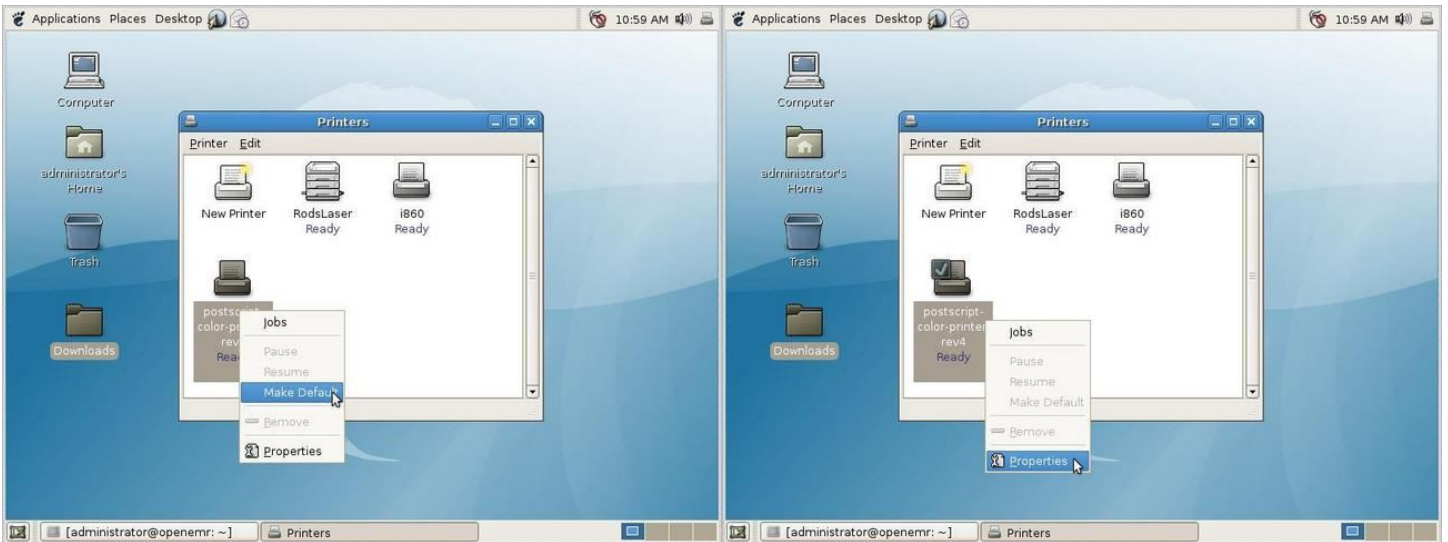 Applications Places Desktop 10:59 AM
Computer
Printers
Printer Edit
administrator's
Home
New Printer RodsLaser i860
Ready Ready
Trash
postsc
color-p
rev
Rea
Downloads
Jobs
Pause
Resume
Make Default
Remove
Properties
[administrator@openemr: ~] Printers
Applications Places Desktop 10:59 AM
Computer
Printers
Printer Edit
administrator's
Home
New Printer RodsLaser i860
Ready Ready
Trash
postscript-
color-printer
rev4
Ready
Downloads
Jobs
Pause
Resume
Make Default
Remove
Properties
[administrator@openemr: ~] Printers